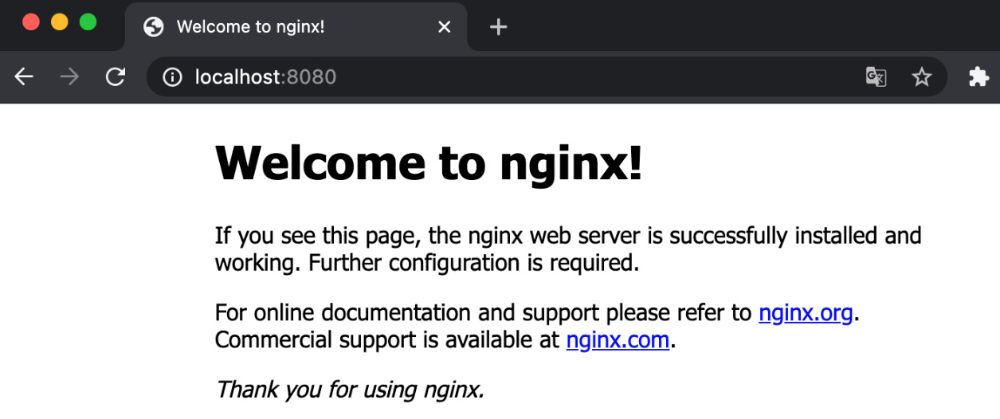 Welcome to nginx!
localhost:8080
Welcome to nginx!
If you see this page, the nginx web server is successfully installed and
working. Further configuration is required.
For online documentation and support please refer to nginx.org.
Commercial support is available at nginx.com.
Thank you for using nginx.